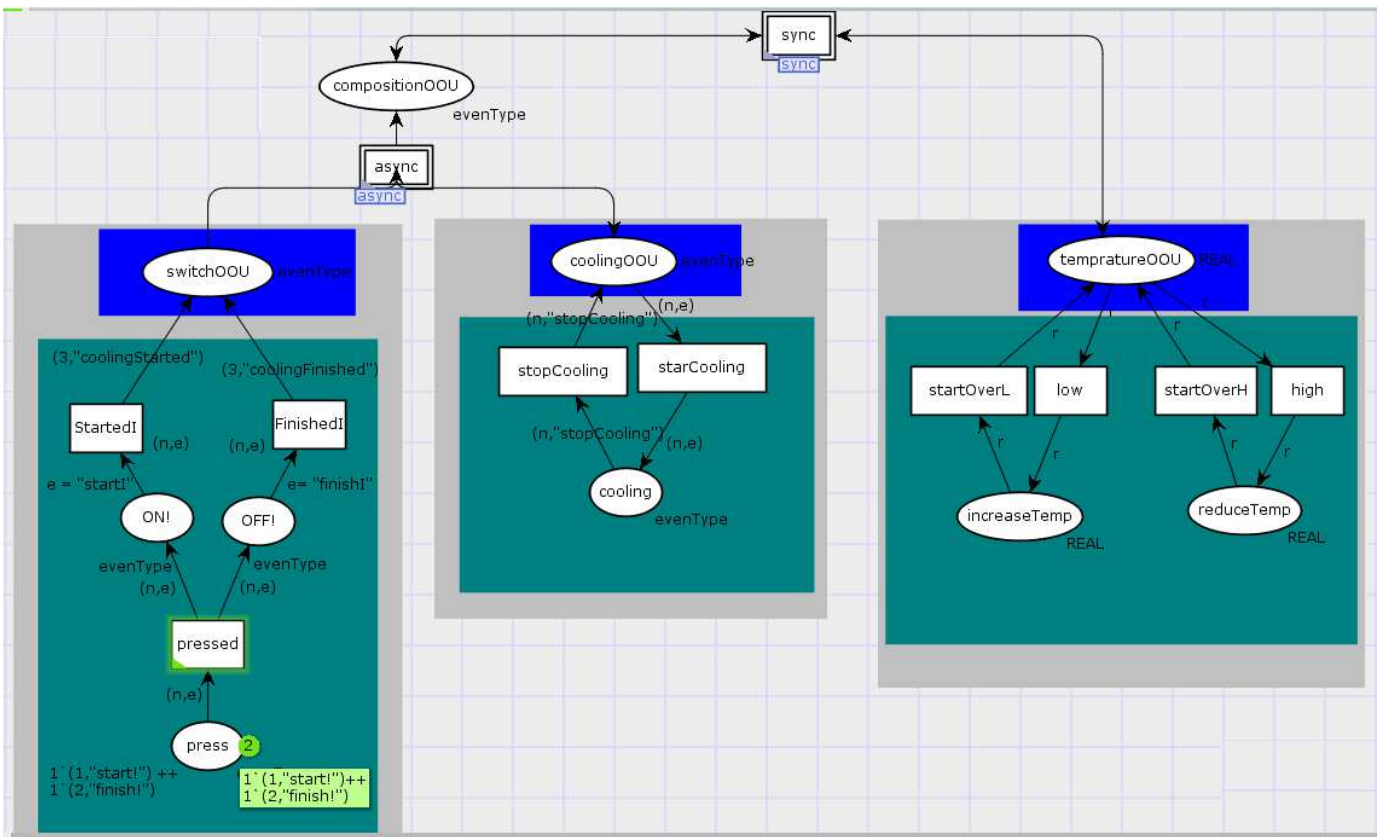 sync
sync
compositionOOU
evenType
async
async
switchOOU
evenType
coolingOOU
evenType
tempratureOOU
REAL
(3,"coolingStarted")
(3,"coolingFinished")
(n,"stopCooling")
(n,e)
r
r
r
stopCooling
starCooling
startOverL
low
startOverH
high
StartedI
FinishedI
(n,e)
(n,e)
(n,"stopCooling")
(n,e)
r
r
r
e = "startI"
e= "finishI"
ON!
OFF!
cooling
evenType
increaseTemp
REAL
reduceTemp
REAL
evenType
evenType
(n,e)
(n,e)
pressed
(n,e)
press
2
1`(1,"start!") ++
1`(2,"finish!")
1`(1,"start!")++
1`(2,"finish!")